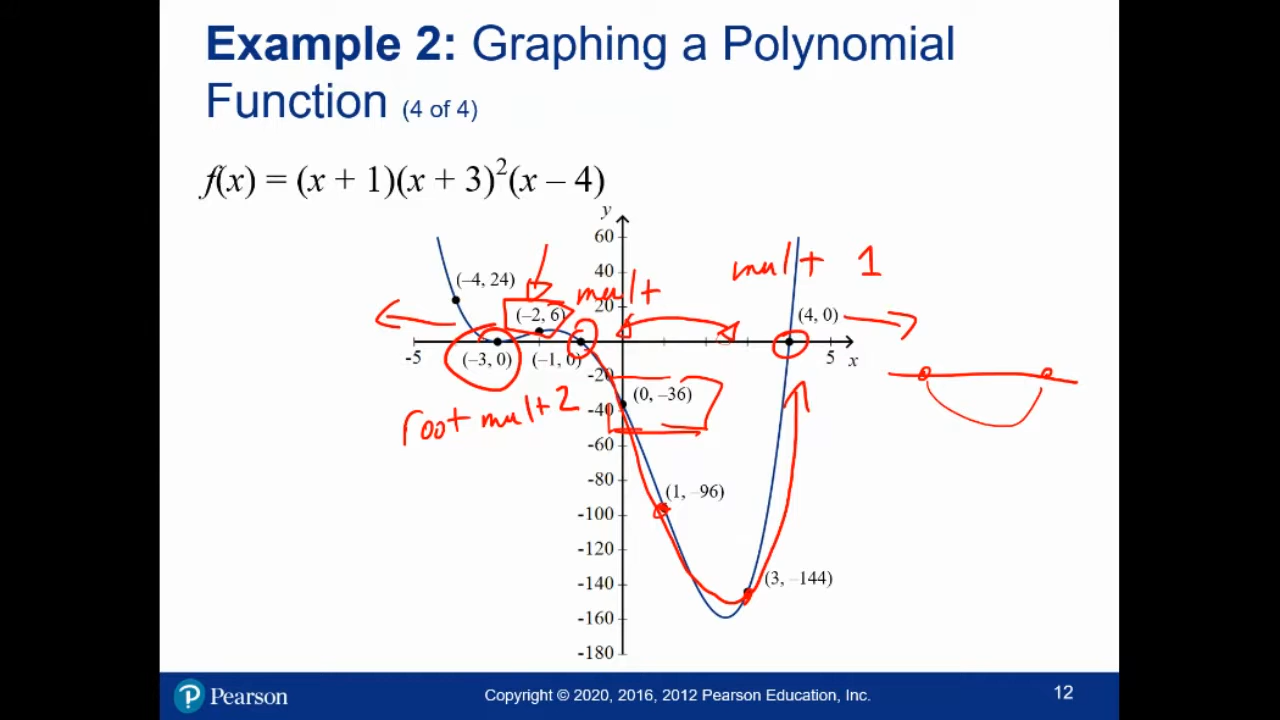 Example 2: Graphing a Polynomial
Function (4 of 4)
f(x) = (x + 1)(x + 3)²(x – 4)
y
60
40
20
-20
-40
-60
-80
-100
-120
-140
-160
-180
-5
5 x
(–4, 24)
(–2, 6)
mult
mult 1
(4, 0)
(–3, 0)
(–1, 0)
root mult 2
(0, –36)
(1, –96)
(3, –144)
Pearson
Copyright © 2020, 2016, 2012 Pearson Education, Inc.
12